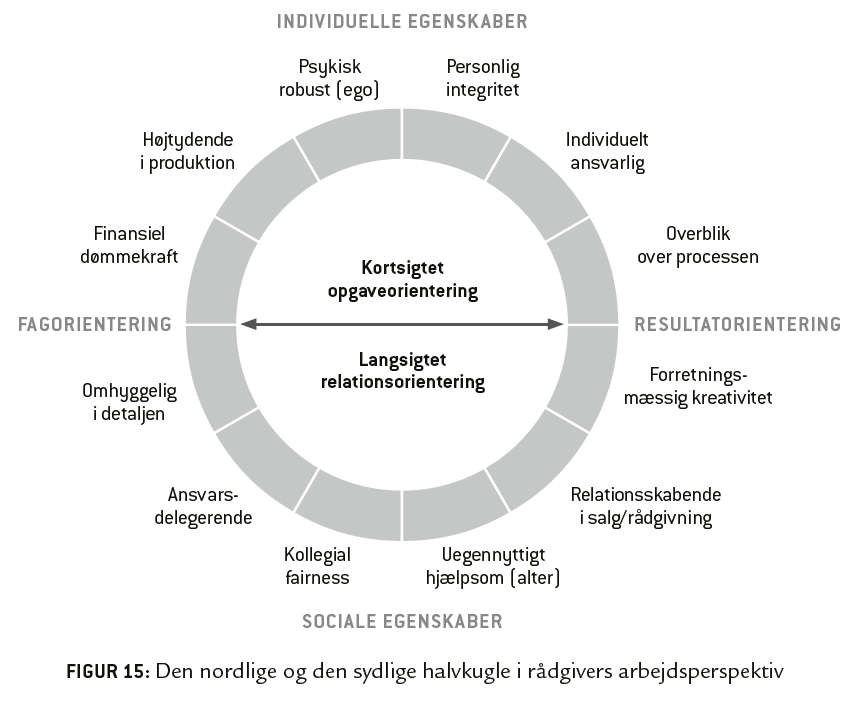 INDIVIDUELLE EGENSKABER
Psykisk
robust (ego)
Personlig
integritet
Højtydende
i produktion
Individuelt
ansvarlig
Finansiel
dømmekraft
Overblik
over processen
Kortsigtet
opgaveorientering
FAGORIENTERING
RESULTATORIENTERING
Langsigtet
relationsorientering
Omhyggelig
i detaljen
Forretnings-
mæssig kreativitet
Ansvars-
delegerende
Relationsskabende
i salg/rådgivning
Kollegial
fairness
Uegennyttigt
hjælpsom (alter)
SOCIALE EGENSKABER
FIGUR 15: Den nordlige og den sydlige halvkugle i rådgivers arbejdsperspektiv